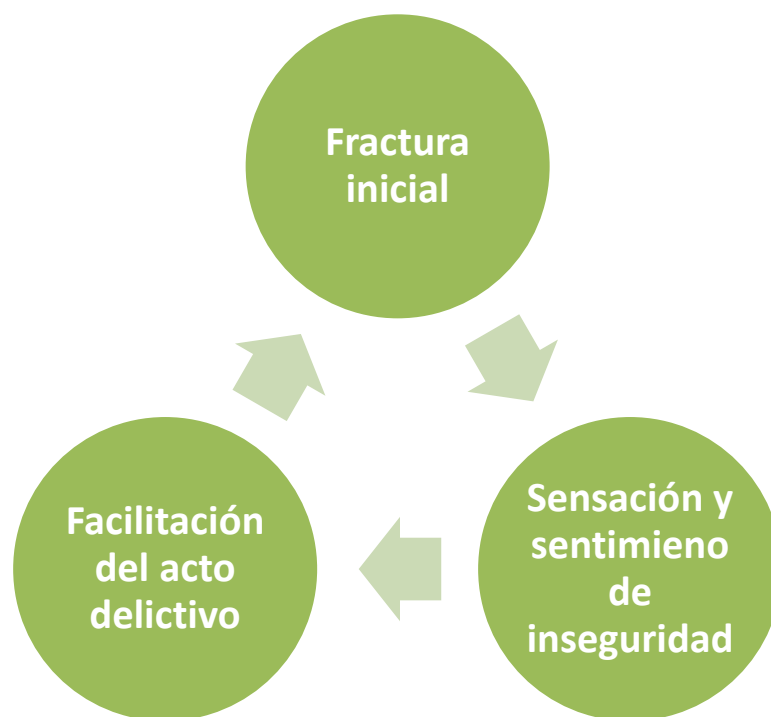 Fractura
inicial
Sensación y
sentimieno
de
inseguridad
Facilitación
del acto
delictivo